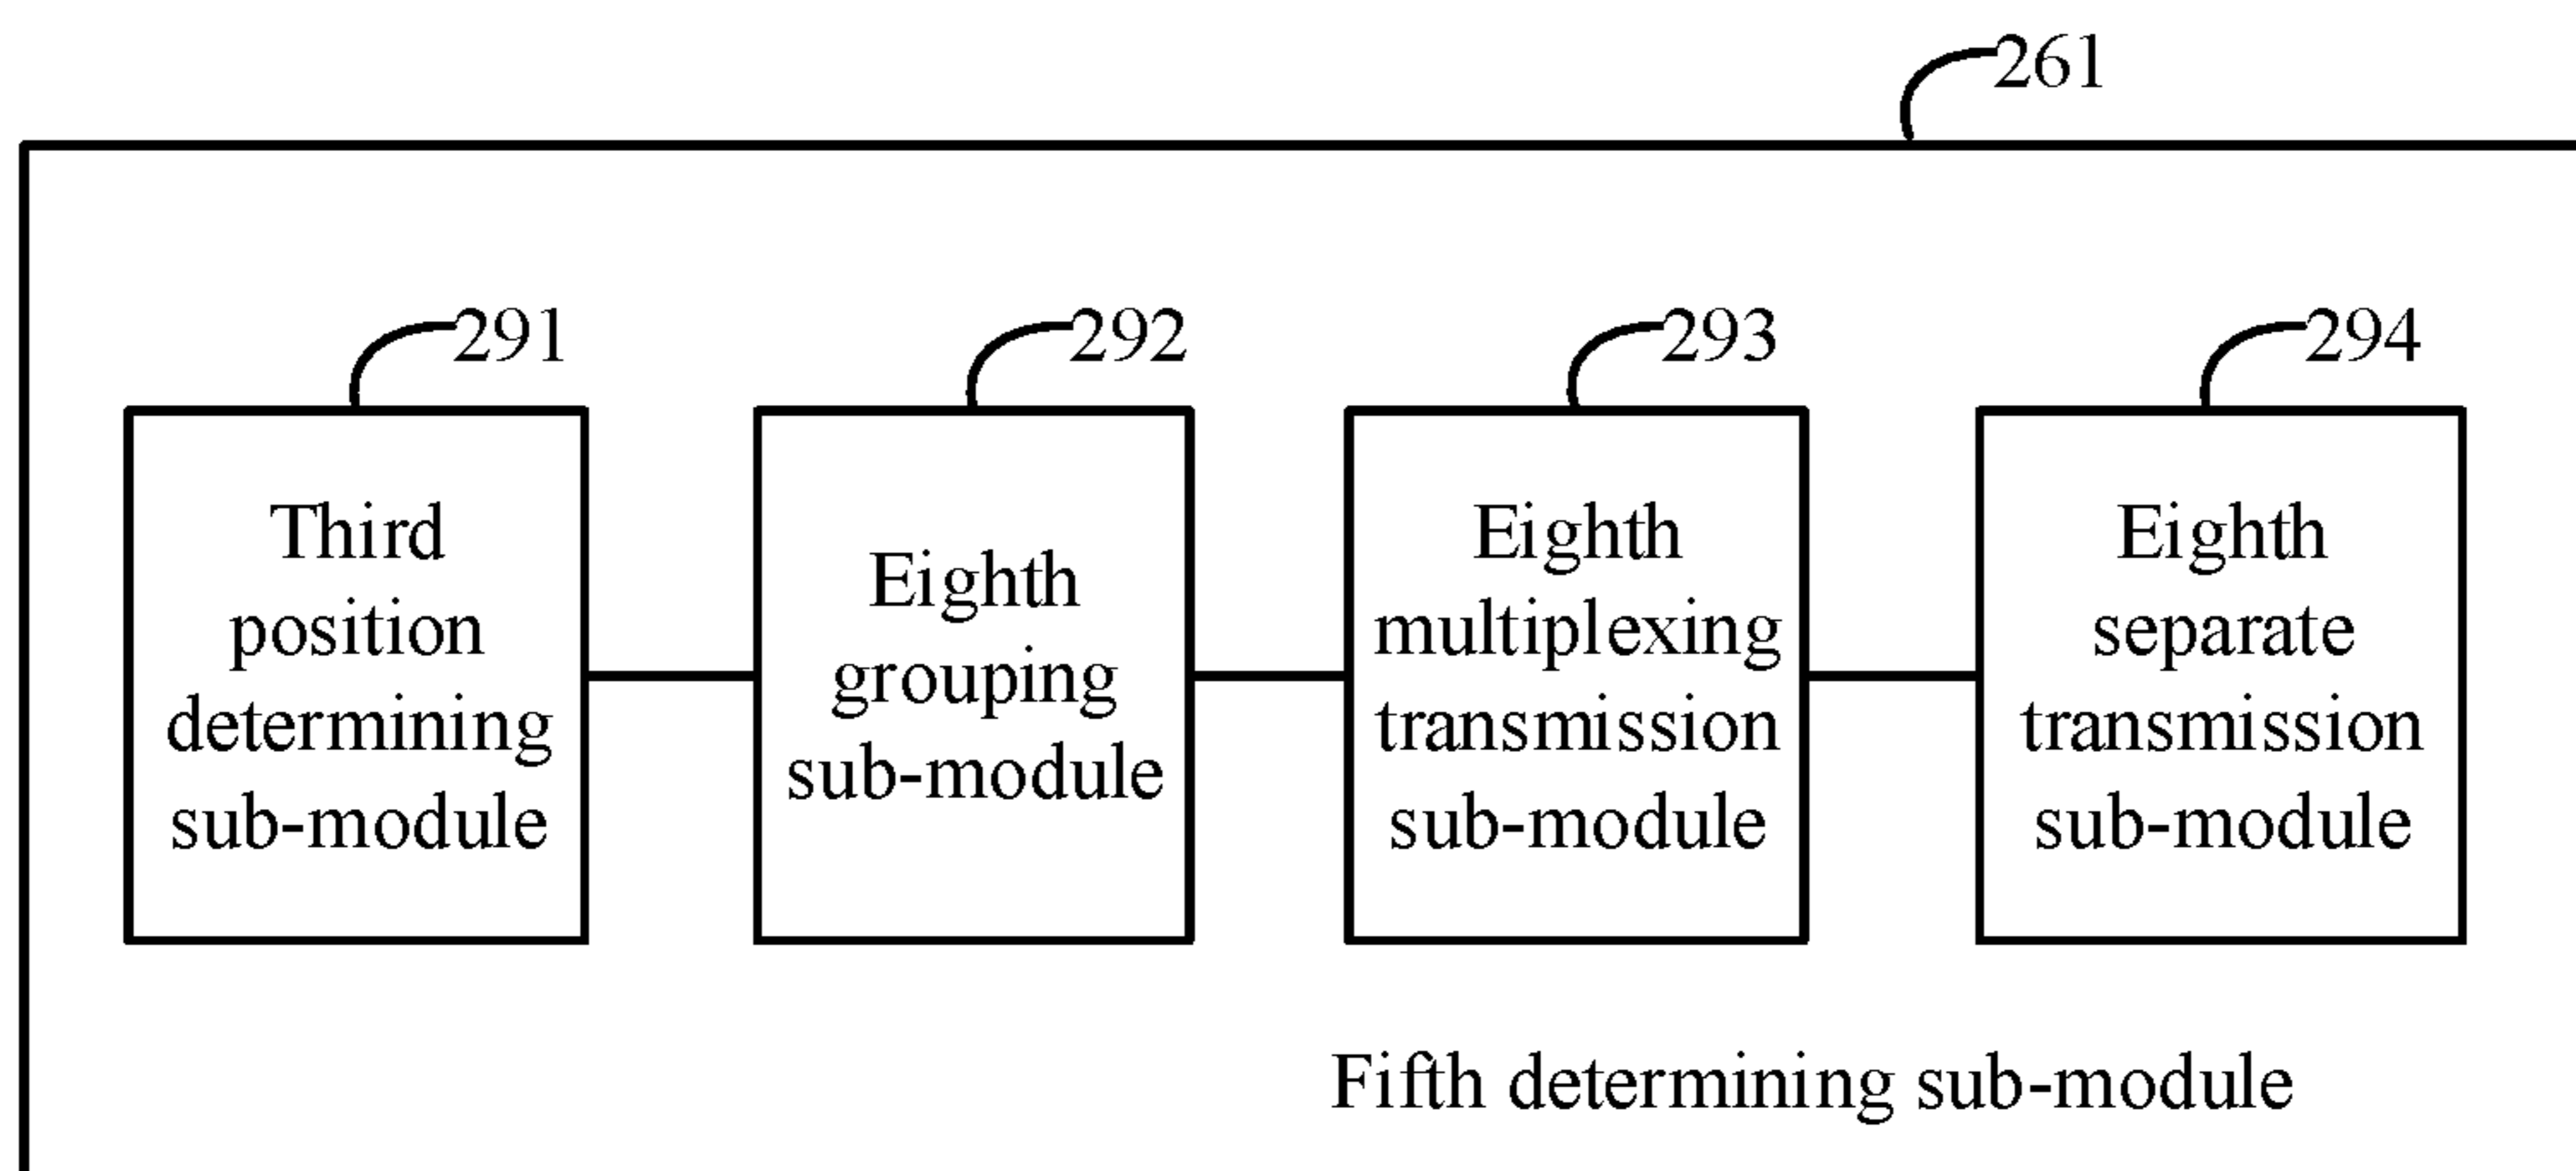 261
291
292
293
294
Third
position
determining
sub-module
Eighth
grouping
sub-module
Eighth
multiplexing
transmission
sub-module
Eighth
separate
transmission
sub-module
Fifth determining sub-module